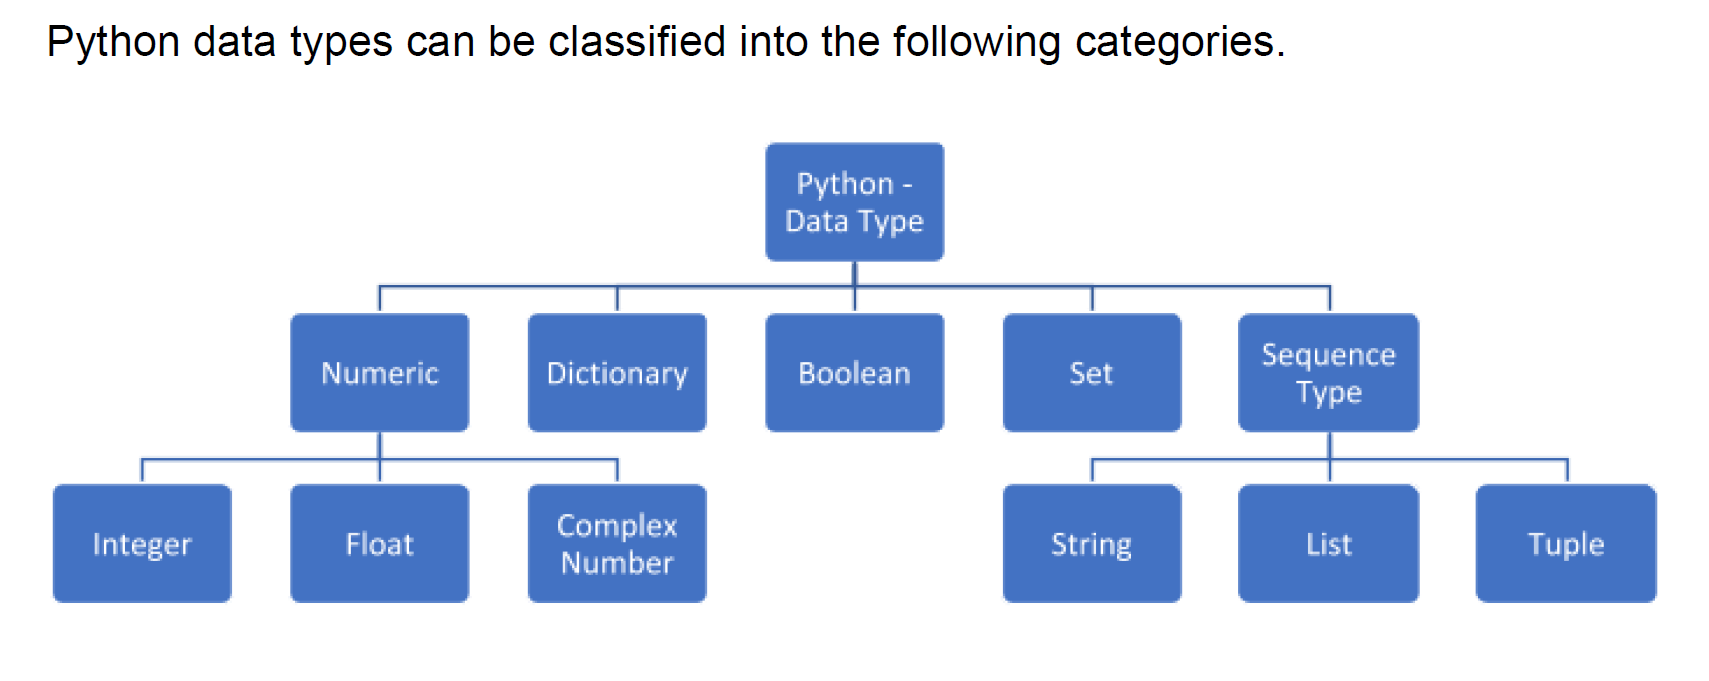 Python data types can be classified into the following categories.
Python -
Data Type
Numeric
Dictionary
Boolean
Set
Sequence
Type
Integer
Float
Complex
Number
String
List
Tuple